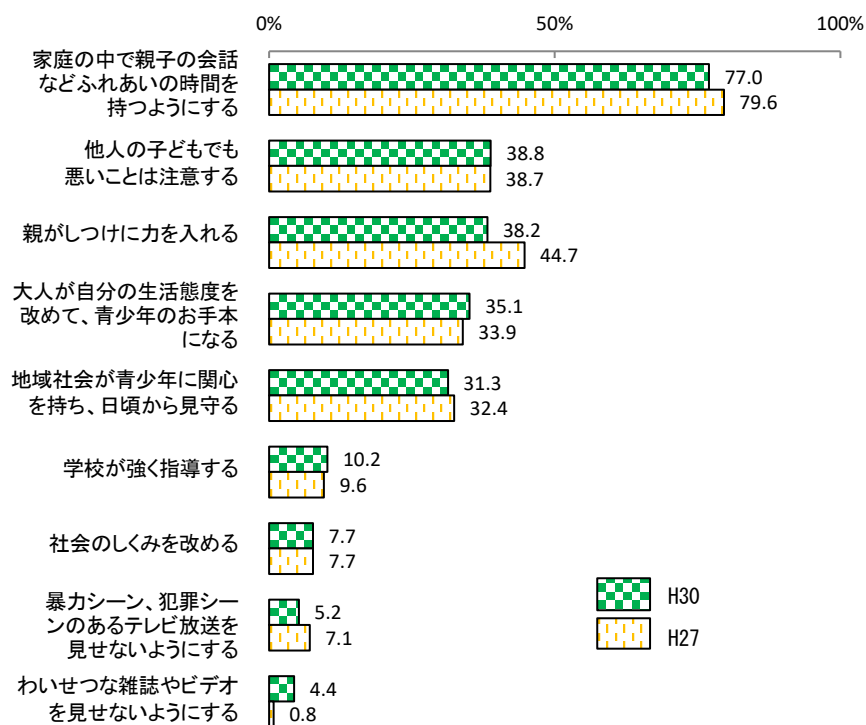 0%
50%
100%
家庭の中で親子の会話
などふれあいの時間を
持つようにする
77.0
79.6
他人の子どもでも
悪いことは注意する
38.8
38.7
親がしつけに力を入れる
38.2
44.7
大人が自分の生活態度を
改めて、青少年のお手本
になる
35.1
33.9
地域社会が青少年に関心
を持ち、日頃から見守る
31.3
32.4
学校が強く指導する
10.2
9.6
社会のしくみを改める
7.7
7.7
暴力シーン、犯罪シー
ンのあるテレビ放送を
見せないようにする
5.2
7.1
わいせつな雑誌やビデオ
を見せないようにする
4.4
0.8
H30
H27